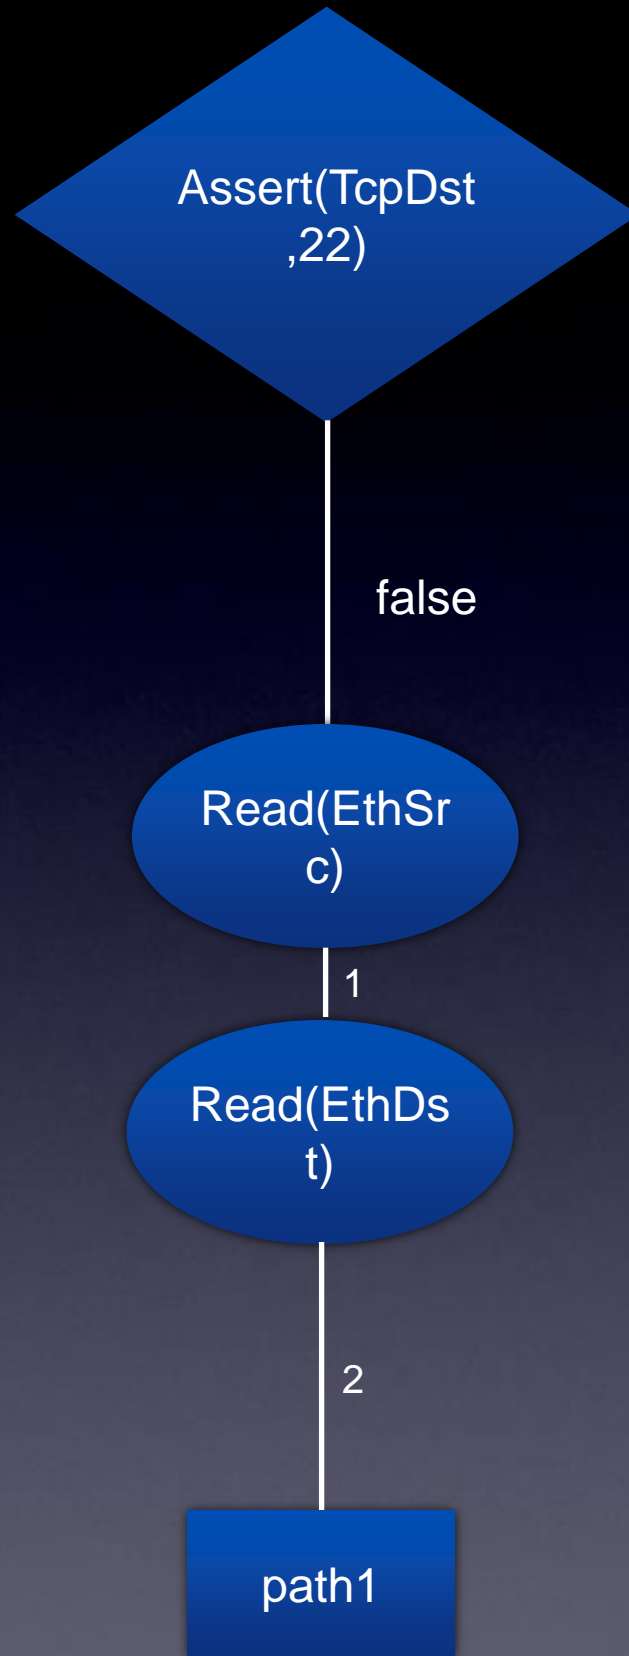 Assert(TcpDst
,22)
false
Read(EthSr
c)
1
Read(EthDs
t)
2
path1